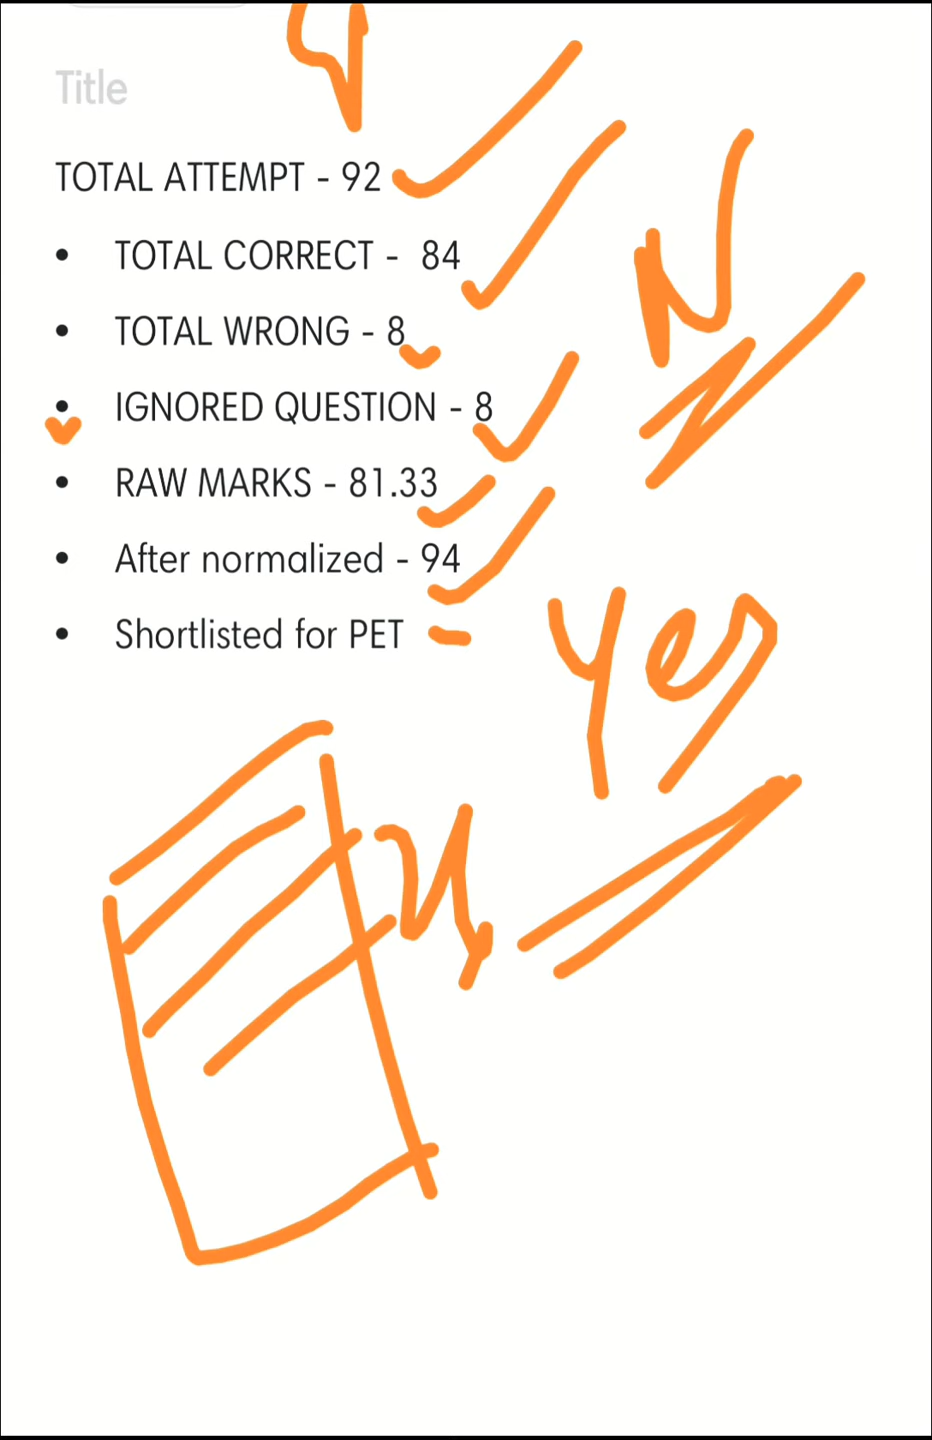 Title
TOTAL ATTEMPT - 92
• TOTAL CORRECT - 84
• TOTAL WRONG - 8
• IGNORED QUESTION - 8
• RAW MARKS - 81.33
• After normalized - 94
• Shortlisted for PET - Yes